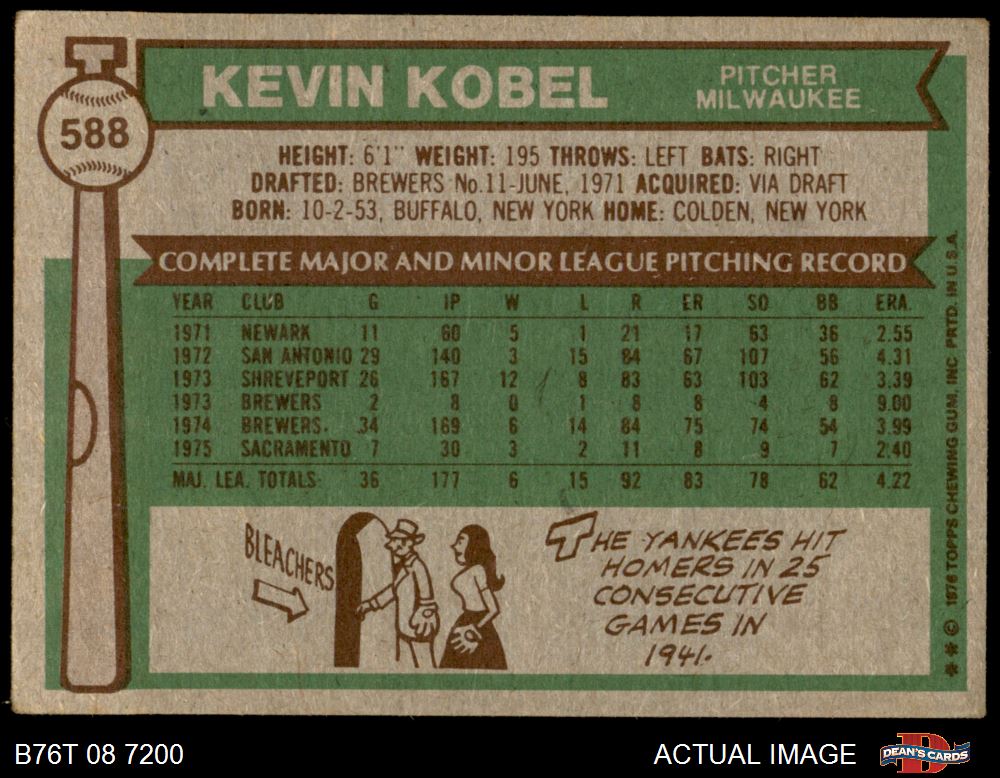 588
KEVIN KOBEL
PITCHER
MILWAUKEE
HEIGHT: 6'1" WEIGHT: 195 THROWS: LEFT BATS: RIGHT
DRAFTED: BREWERS No.11-JUNE, 1971 ACQUIRED: VIA DRAFT
BORN: 10-2-53, BUFFALO, NEW YORK HOME: COLDEN, NEW YORK
COMPLETE MAJOR AND MINOR LEAGUE PITCHING RECORD
YEAR CLUB G IP W L R ER SO BB ERA.
1971 NEWARK 11 60 5 1 21 17 63 36 2.55
1972 SAN ANTONIO 29 140 3 15 84 67 107 56 4.31
1973 SHREVEPORT 26 167 12 8 83 63 103 62 3.39
1973 BREWERS 2 8 0 1 8 8 4 8 9.00
1974 BREWERS. 34 169 6 14 84 75 74 54 3.99
1975 SACRAMENTO 7 30 3 2 11 8 9 7 2.40
MAJ. LEA. TOTALS 36 177 6 15 92 83 78 62 4.22
BLEACHERS
THE YANKEES HIT
HOMERS IN 25
CONSECUTIVE
GAMES IN
1941.
** © 1976 TOPPS CHEWING GUM, INC PRTD. IN U.S.A.
B76T 08 7200
ACTUAL IMAGE
DEAN'S CARDS